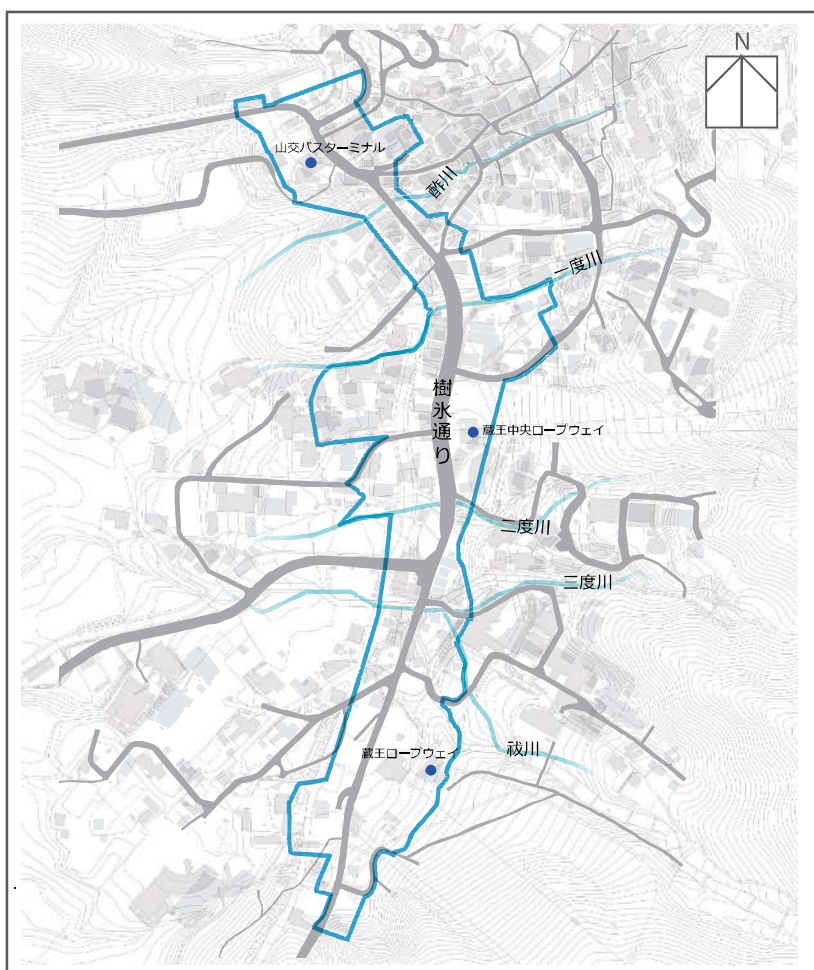 N
山交バスターミナル
酢川
一度川
樹氷通り
蔵王中央ロープウェイ
二度川
三度川
蔵王ロープウェイ
祓川